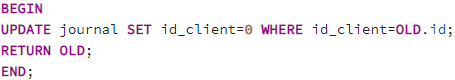 BEGIN
UPDATE journal SET id_client=0 WHERE id_client=OLD.id;
RETURN OLD;
END;